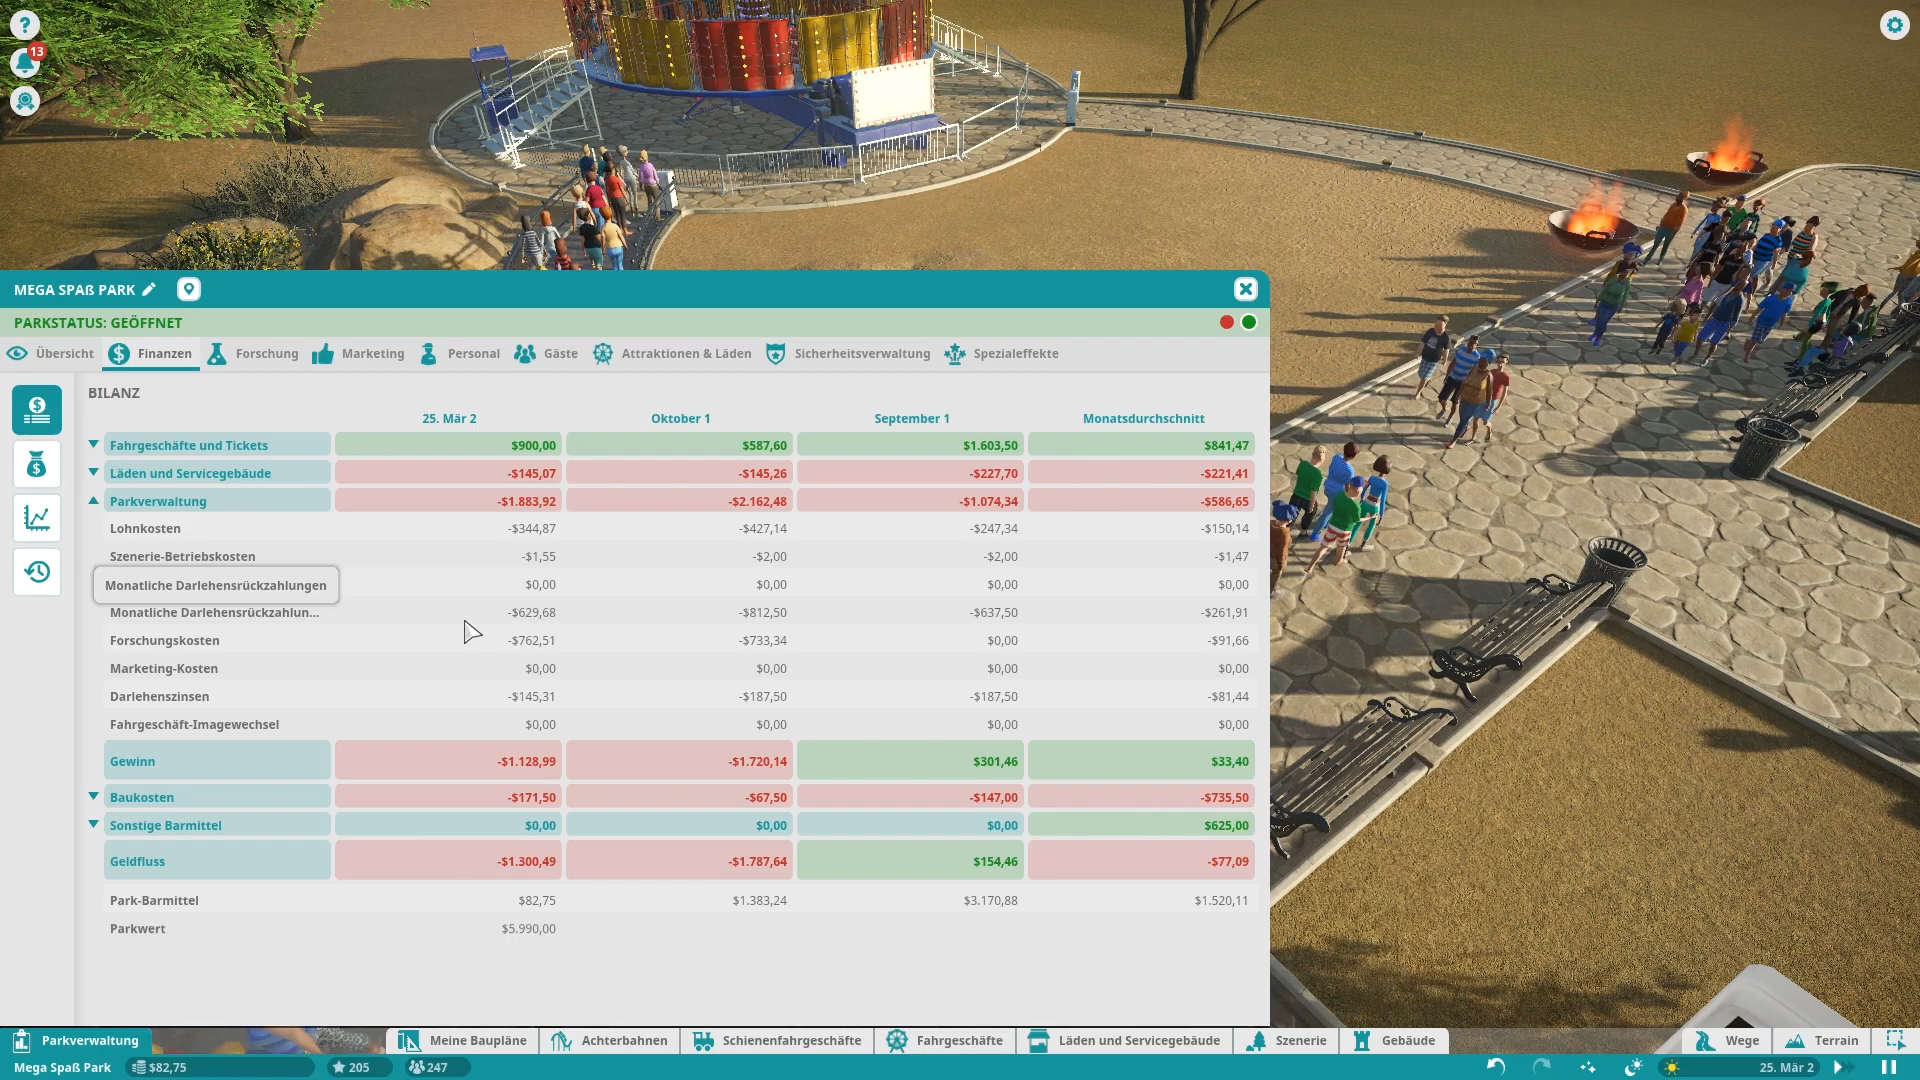 13
MEGA SPAß PARK
PARKSTATUS: GEÖFFNET
Übersicht Finanzen Forschung Marketing Personal Gäste Attraktionen & Läden Sicherheitsverwaltung Spezialeffekte
BILANZ
25. Mär 2 Oktober 1 September 1 Monatsdurchschnitt
Fahrgeschäfte und Tickets $900,00 $587,60 $1.603,50 $841,47
Läden und Servicegebäude -$145,07 -$145,26 -$227,70 -$221,41
Parkverwaltung -$1.883,92 -$2.162,48 -$1.074,34 -$586,65
Lohnkosten -$344,87 -$427,14 -$247,34 -$150,14
Szenerie-Betriebskosten -$1,55 -$2,00 -$2,00 -$1,47
Monatliche Darlehensrückzahlungen $0,00 $0,00 $0,00 $0,00
Monatliche Darlehensrückzahlun... -$629,68 -$812,50 -$637,50 -$261,91
Forschungskosten -$762,51 -$733,34 $0,00 -$91,66
Marketing-Kosten $0,00 $0,00 $0,00 $0,00
Darlehenszinsen -$145,31 -$187,50 -$187,50 -$81,44
Fahrgeschäft-Imagewechsel $0,00 $0,00 $0,00 $0,00
Gewinn -$1.128,99 -$1.720,14 $301,46 $33,40
Baukosten -$171,50 -$67,50 -$147,00 -$735,50
Sonstige Barmittel $0,00 $0,00 $0,00 $625,00
Geldfluss -$1.300,49 -$1.787,64 $154,46 -$77,09
Park-Barmittel $82,75 $1.383,24 $3.170,88 $1.520,11
Parkwert $5.990,00
Parkverwaltung Meine Baupläne Achterbahnen Schienenfahrgeschäfte Fahrgeschäfte Läden und Servicegebäude Szenerie Gebäude Wege Terrain
Mega Spaß Park $82,75 205 247 25. Mär 2